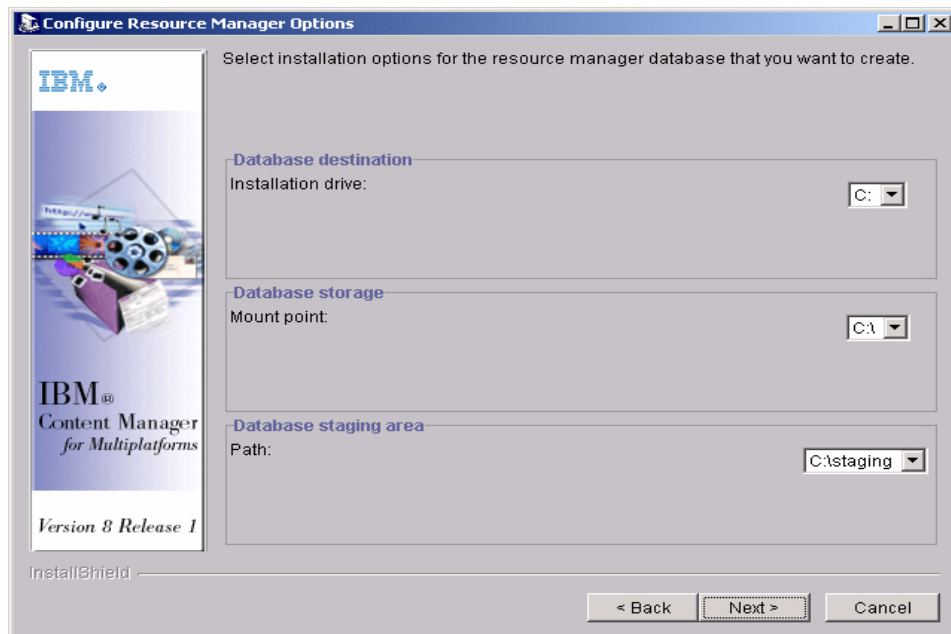 Configure Resource Manager Options
Select installation options for the resource manager database that you want to create.
IBM
http://www
Database destination
Installation drive:
C:
Database storage
Mount point:
C:\
IBM®
Content Manager
for Multiplatforms
Database staging area
Path:
C:\staging
Version 8 Release 1
InstallShield
< Back
Next >
Cancel